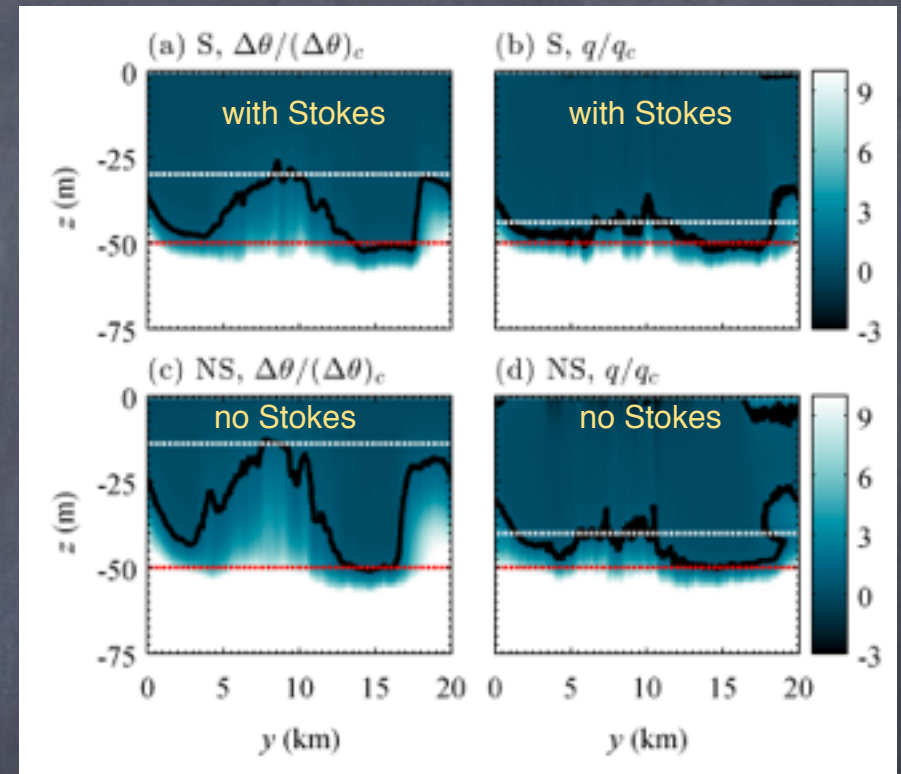 (a) S, Δθ/(Δθ)c
(b) S, q/qc
with Stokes
with Stokes
0
-25
-50
-75
z (m)
9
6
3
0
-3
(c) NS, Δθ/(Δθ)c
(d) NS, q/qc
no Stokes
no Stokes
0
-25
-50
-75
z (m)
9
6
3
0
-3
0 5 10 15 20
0 5 10 15 20
y (km)
y (km)